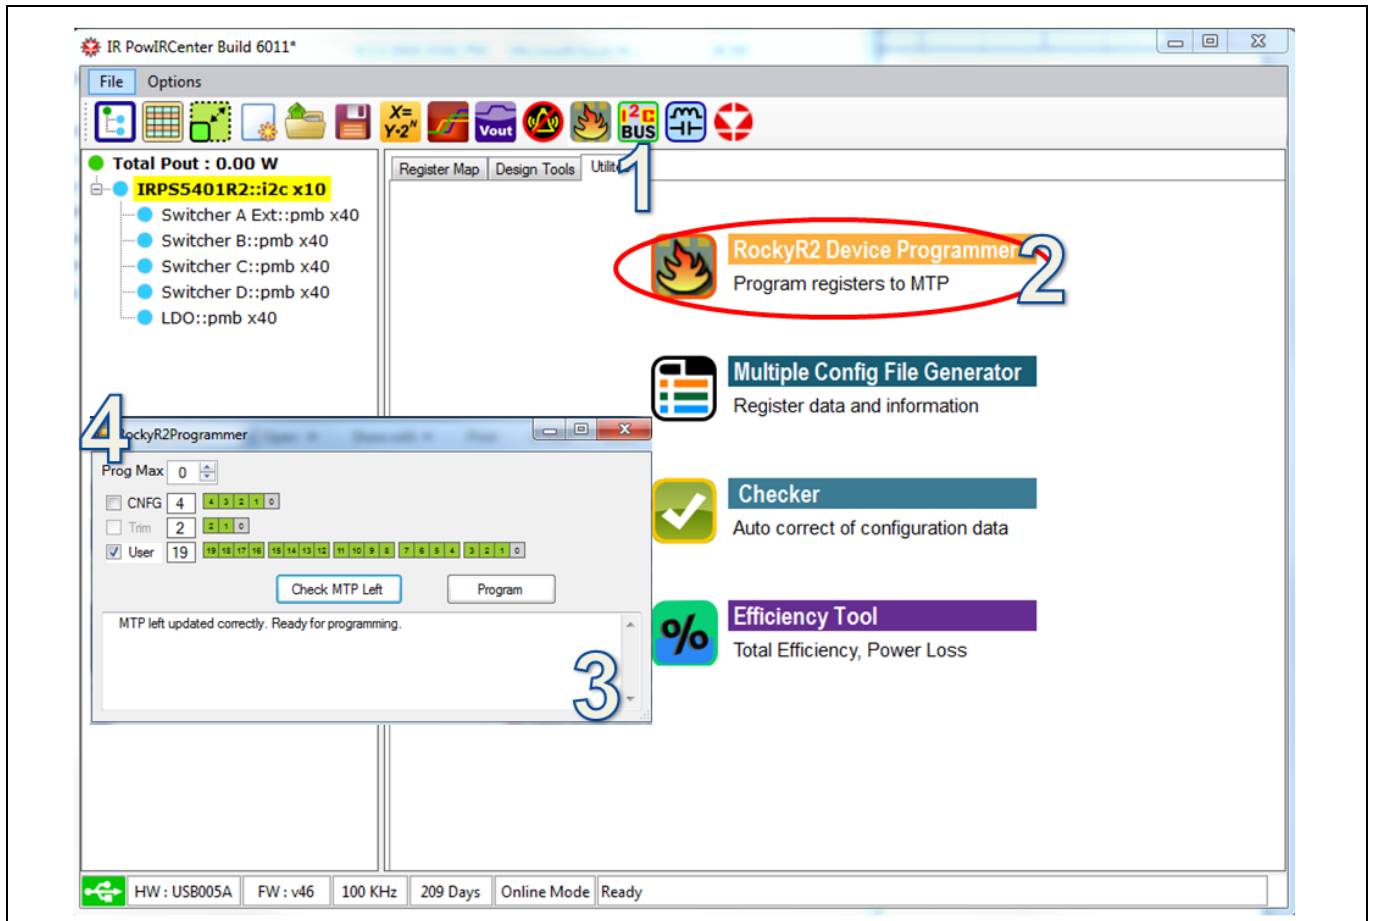 IR PowIRCenter Build 6011*
File Options
X=
Y·2ᴺ
Vout
I²C
BUS
Total Pout : 0.00 W
IRPS5401R2::i2c x10
Switcher A Ext::pmb x40
Switcher B::pmb x40
Switcher C::pmb x40
Switcher D::pmb x40
LDO::pmb x40
Register Map Design Tools
1
RockyR2 Device Programmer
Program registers to MTP
2
Multiple Config File Generator
Register data and information
Checker
Auto correct of configuration data
%
Efficiency Tool
Total Efficiency, Power Loss
4
RockyR2Programmer
Prog Max 0
CNFG 4 4 3 2 1 0
Trim 2 2 1 0
User 19 19 18 17 16 15 14 13 12 11 10 9 8 7 6 5 4 3 2 1 0
Check MTP Left Program
MTP left updated correctly. Ready for programming.
3
HW : USB005A FW : v46 100 KHz 209 Days Online Mode Ready